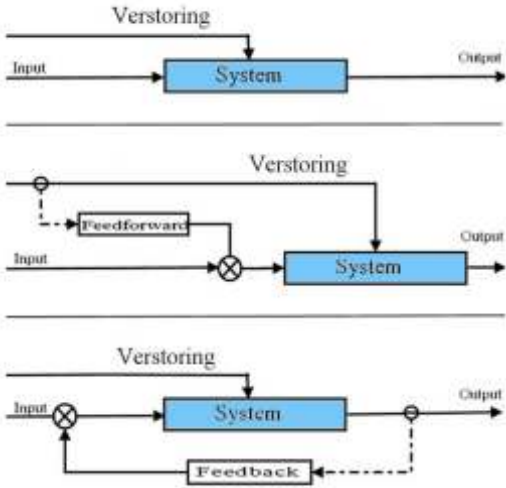 Verstoring
Input
System
Output
Verstoring
Feedforward
Input
System
Output
Verstoring
Input
System
Output
Feedback